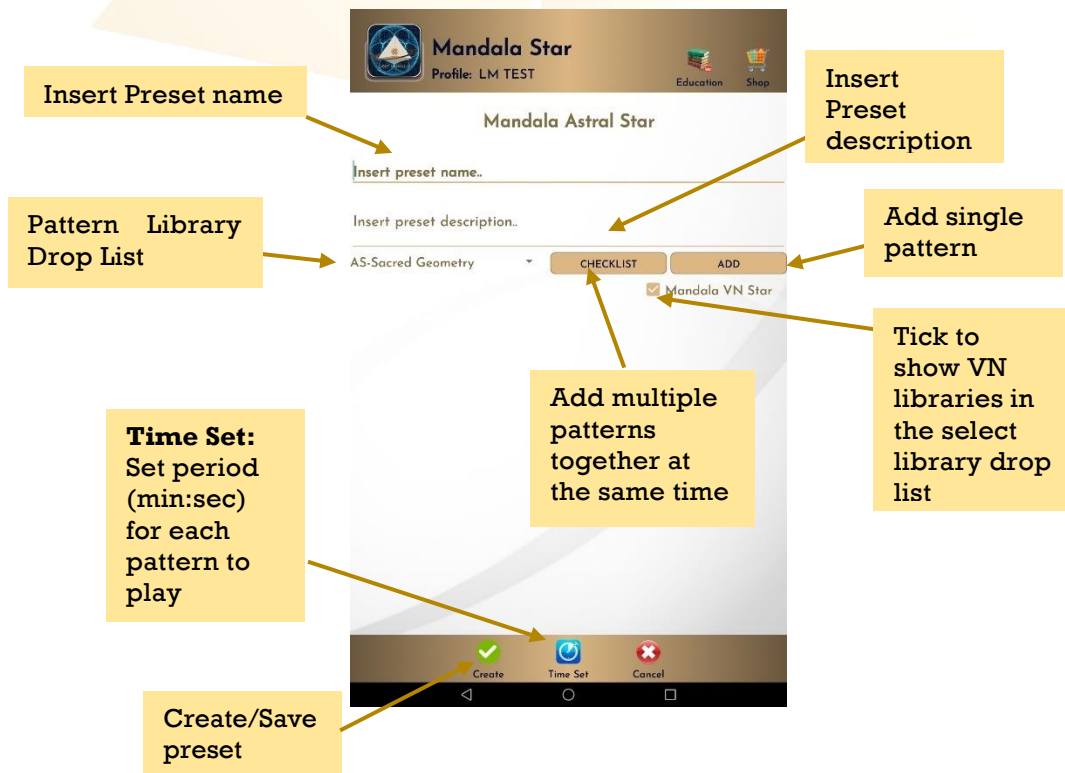 Mandala Star
Profile: LM TEST
Education
Shop
Insert Preset name
Insert
Preset
description
Mandala Astral Star
Insert preset name..
Insert preset description..
Pattern Library
Drop List
Add single
pattern
AS-Sacred Geometry
CHECKLIST
ADD
Mandala VN Star
Tick to
show VN
libraries in
the select
library drop
list
Add multiple
patterns
together at
the same time
Time Set:
Set period
(min:sec)
for each
pattern to
play
Create
Time Set
Cancel
Create/Save
preset